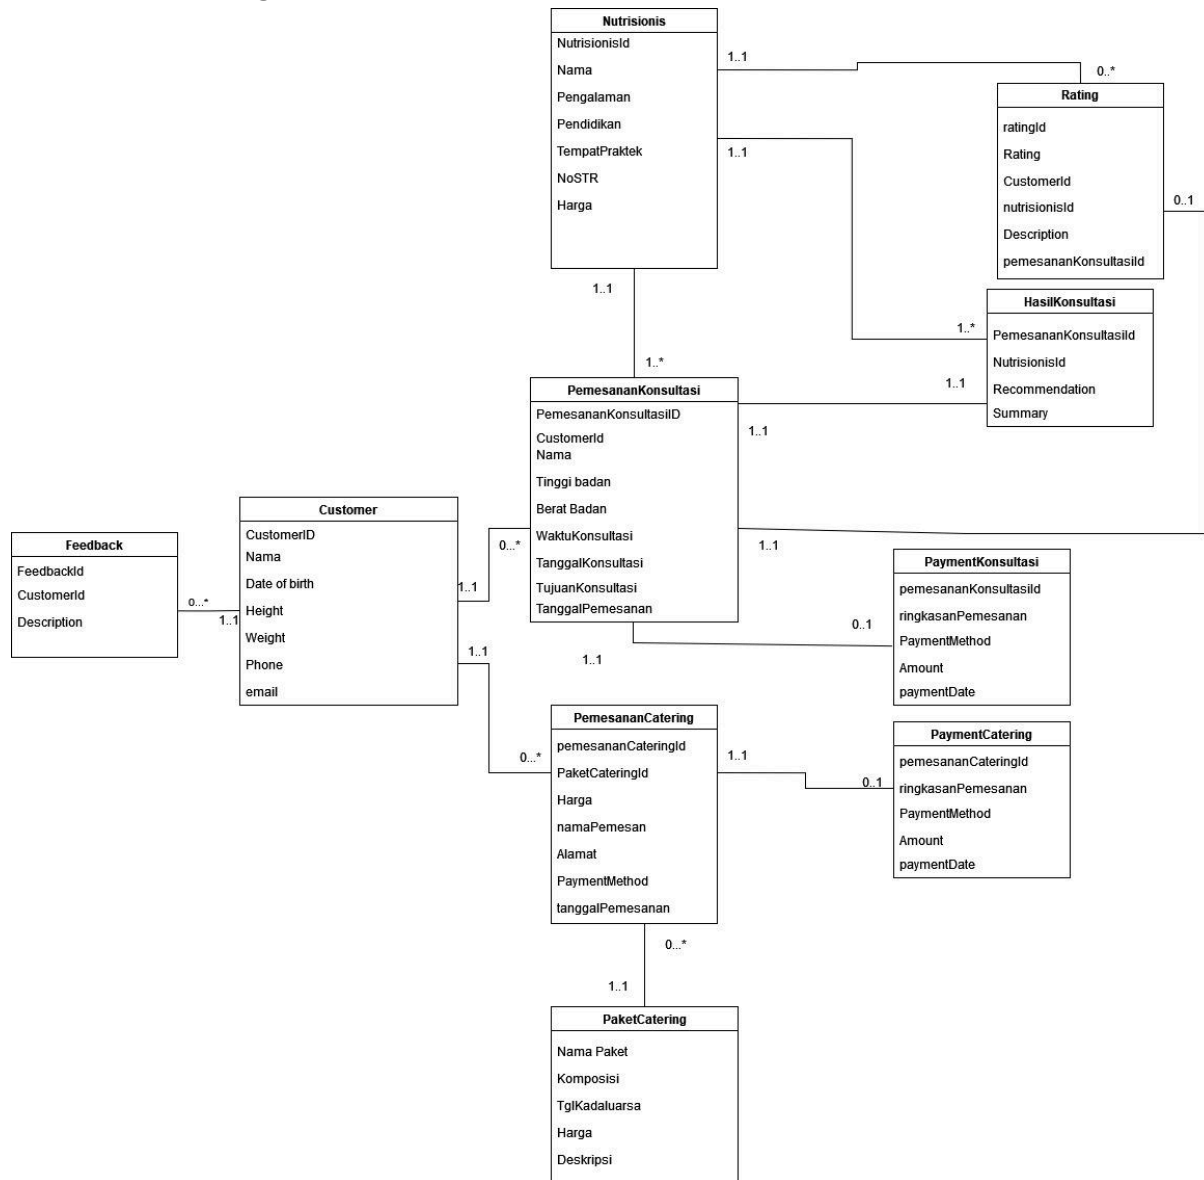 Nutrisionis
NutrisionisId
Nama
Pengalaman
Pendidikan
TempatPraktek
NoSTR
Harga
1..1
0..*
1..1
1..1
1..*
Rating
ratingId
Rating
CustomerId
nutrisionisId
Description
pemesananKonsultasiId
0..1
HasilKonsultasi
PemesananKonsultasiId
NutrisionisId
Recommendation
Summary
1..*
1..1
PemesananKonsultasi
PemesananKonsultasiID
CustomerId
Nama
Tinggi badan
Berat Badan
WaktuKonsultasi
TanggalKonsultasi
TujuanKonsultasi
TanggalPemesanan
1..1
1..1
0...*
1..1
0..1
Customer
CustomerID
Nama
Date of birth
Height
Weight
Phone
email
1..1
1..1
0...*
1..1
Feedback
FeedbackId
CustomerId
Description
PaymentKonsultasi
pemesananKonsultasiId
ringkasanPemesanan
PaymentMethod
Amount
paymentDate
PemesananCatering
pemesananCateringId
PaketCateringId
Harga
namaPemesan
Alamat
PaymentMethod
tanggalPemesanan
0...*
1..1
0..1
PaymentCatering
pemesananCateringId
ringkasanPemesanan
PaymentMethod
Amount
paymentDate
0...*
1..1
PaketCatering
Nama Paket
Komposisi
TglKadaluarsa
Harga
Deskripsi